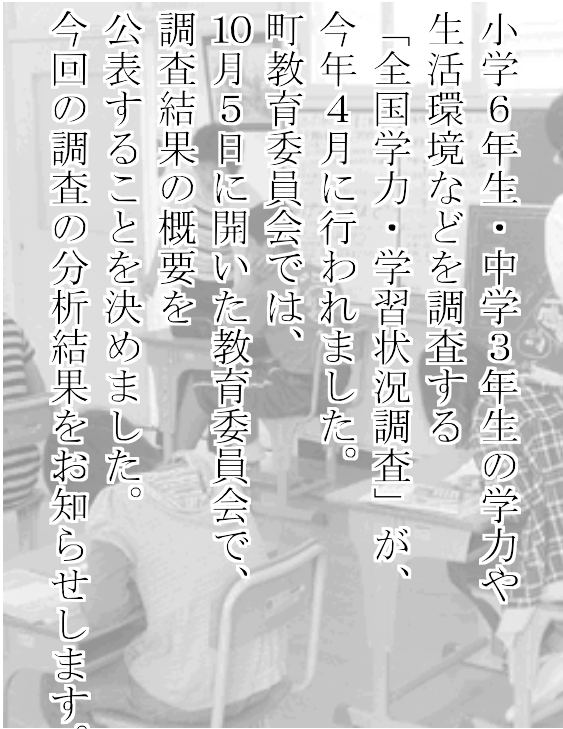 小学6年生・中学3年生の学力や
生活環境などを調査する
「全国学力・学習状況調査」が、
今年4月に行われました。
町教育委員会では、
10月5日に開いた教育委員会で、
調査結果の概要を
公表することを決めました。
今回の調査の分析結果をお知らせします。